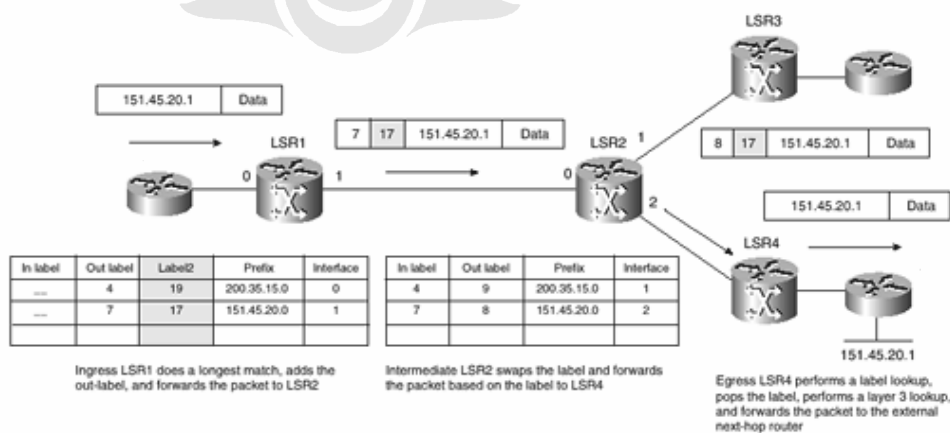 LSR3
151.45.20.1 Data
7 17 151.45.20.1 Data
LSR1
LSR2
1
8 17 151.45.20.1 Data
0
1
0
2
151.45.20.1 Data
LSR4
In label Out label Label2 Prefix Interface
__ 4 19 200.35.15.0 0
__ 7 17 151.45.20.0 1
In label Out label Prefix Interface
4 9 200.35.15.0 1
7 8 151.45.20.0 2
151.45.20.1
Ingress LSR1 does a longest match, adds the
out-label, and forwards the packet to LSR2
Intermediate LSR2 swaps the label and forwards
the packet based on the label to LSR4
Egress LSR4 performs a label lookup,
pops the label, performs a layer 3 lookup,
and forwards the packet to the external
next-hop router